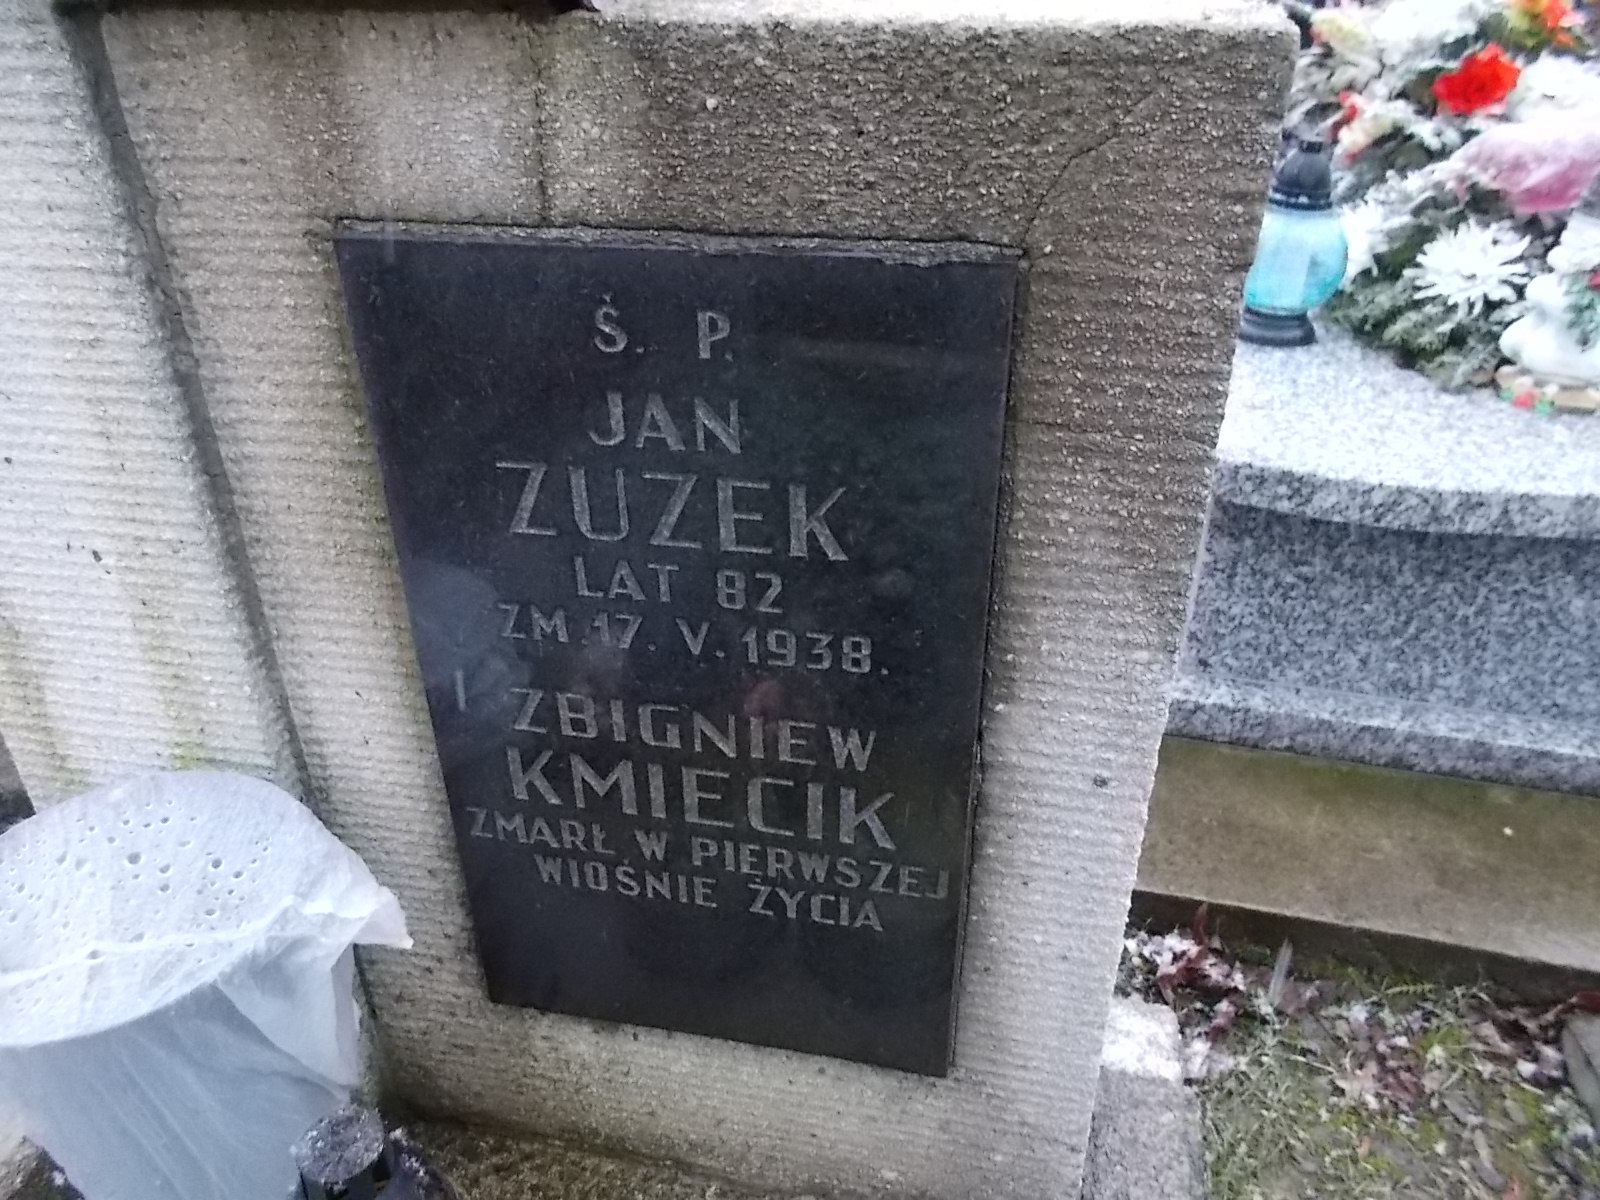 Ś. P.
JAN
ZUZEK
LAT 82
ZM. 17. V. 1938.
I ZBIGNIEW
KMIECIK
ZMARŁ W PIERWSZEJ
WIOŚNIE ŻYCIA